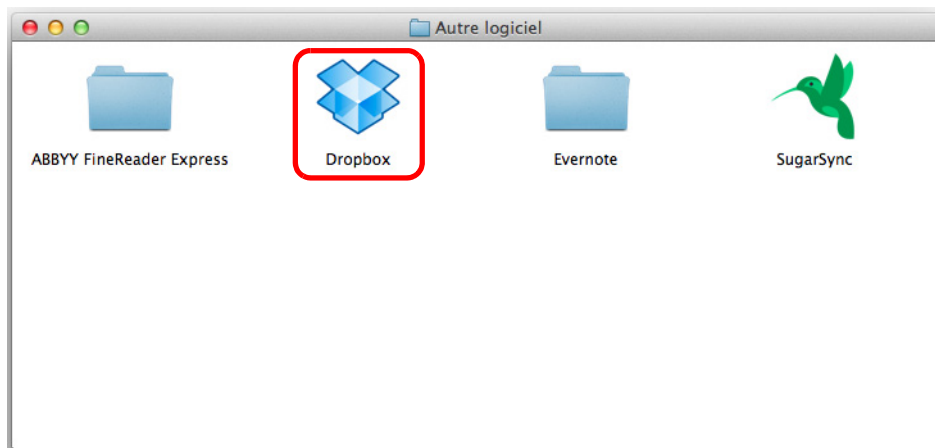 Autre logiciel
ABBYY FineReader Express
Dropbox
Evernote
SugarSync